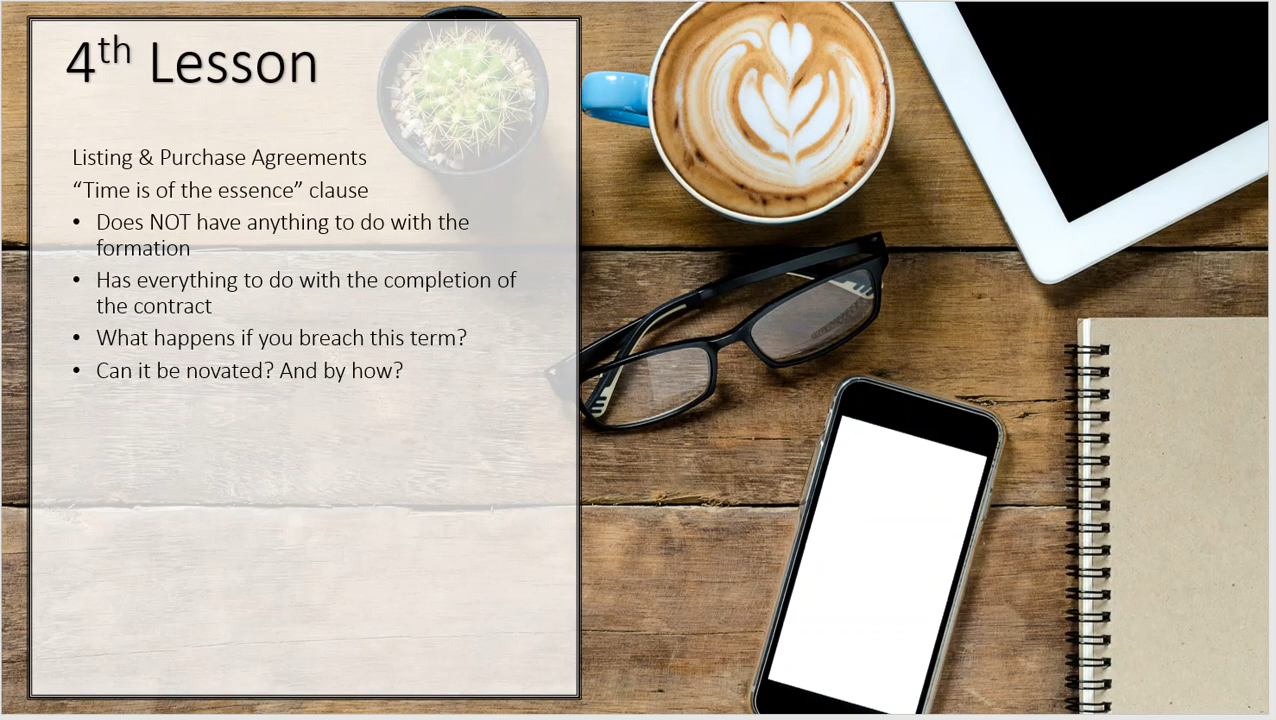 4th Lesson
Listing & Purchase Agreements
“Time is of the essence” clause
• Does NOT have anything to do with the
formation
• Has everything to do with the completion of
the contract
• What happens if you breach this term?
• Can it be novated? And by how?